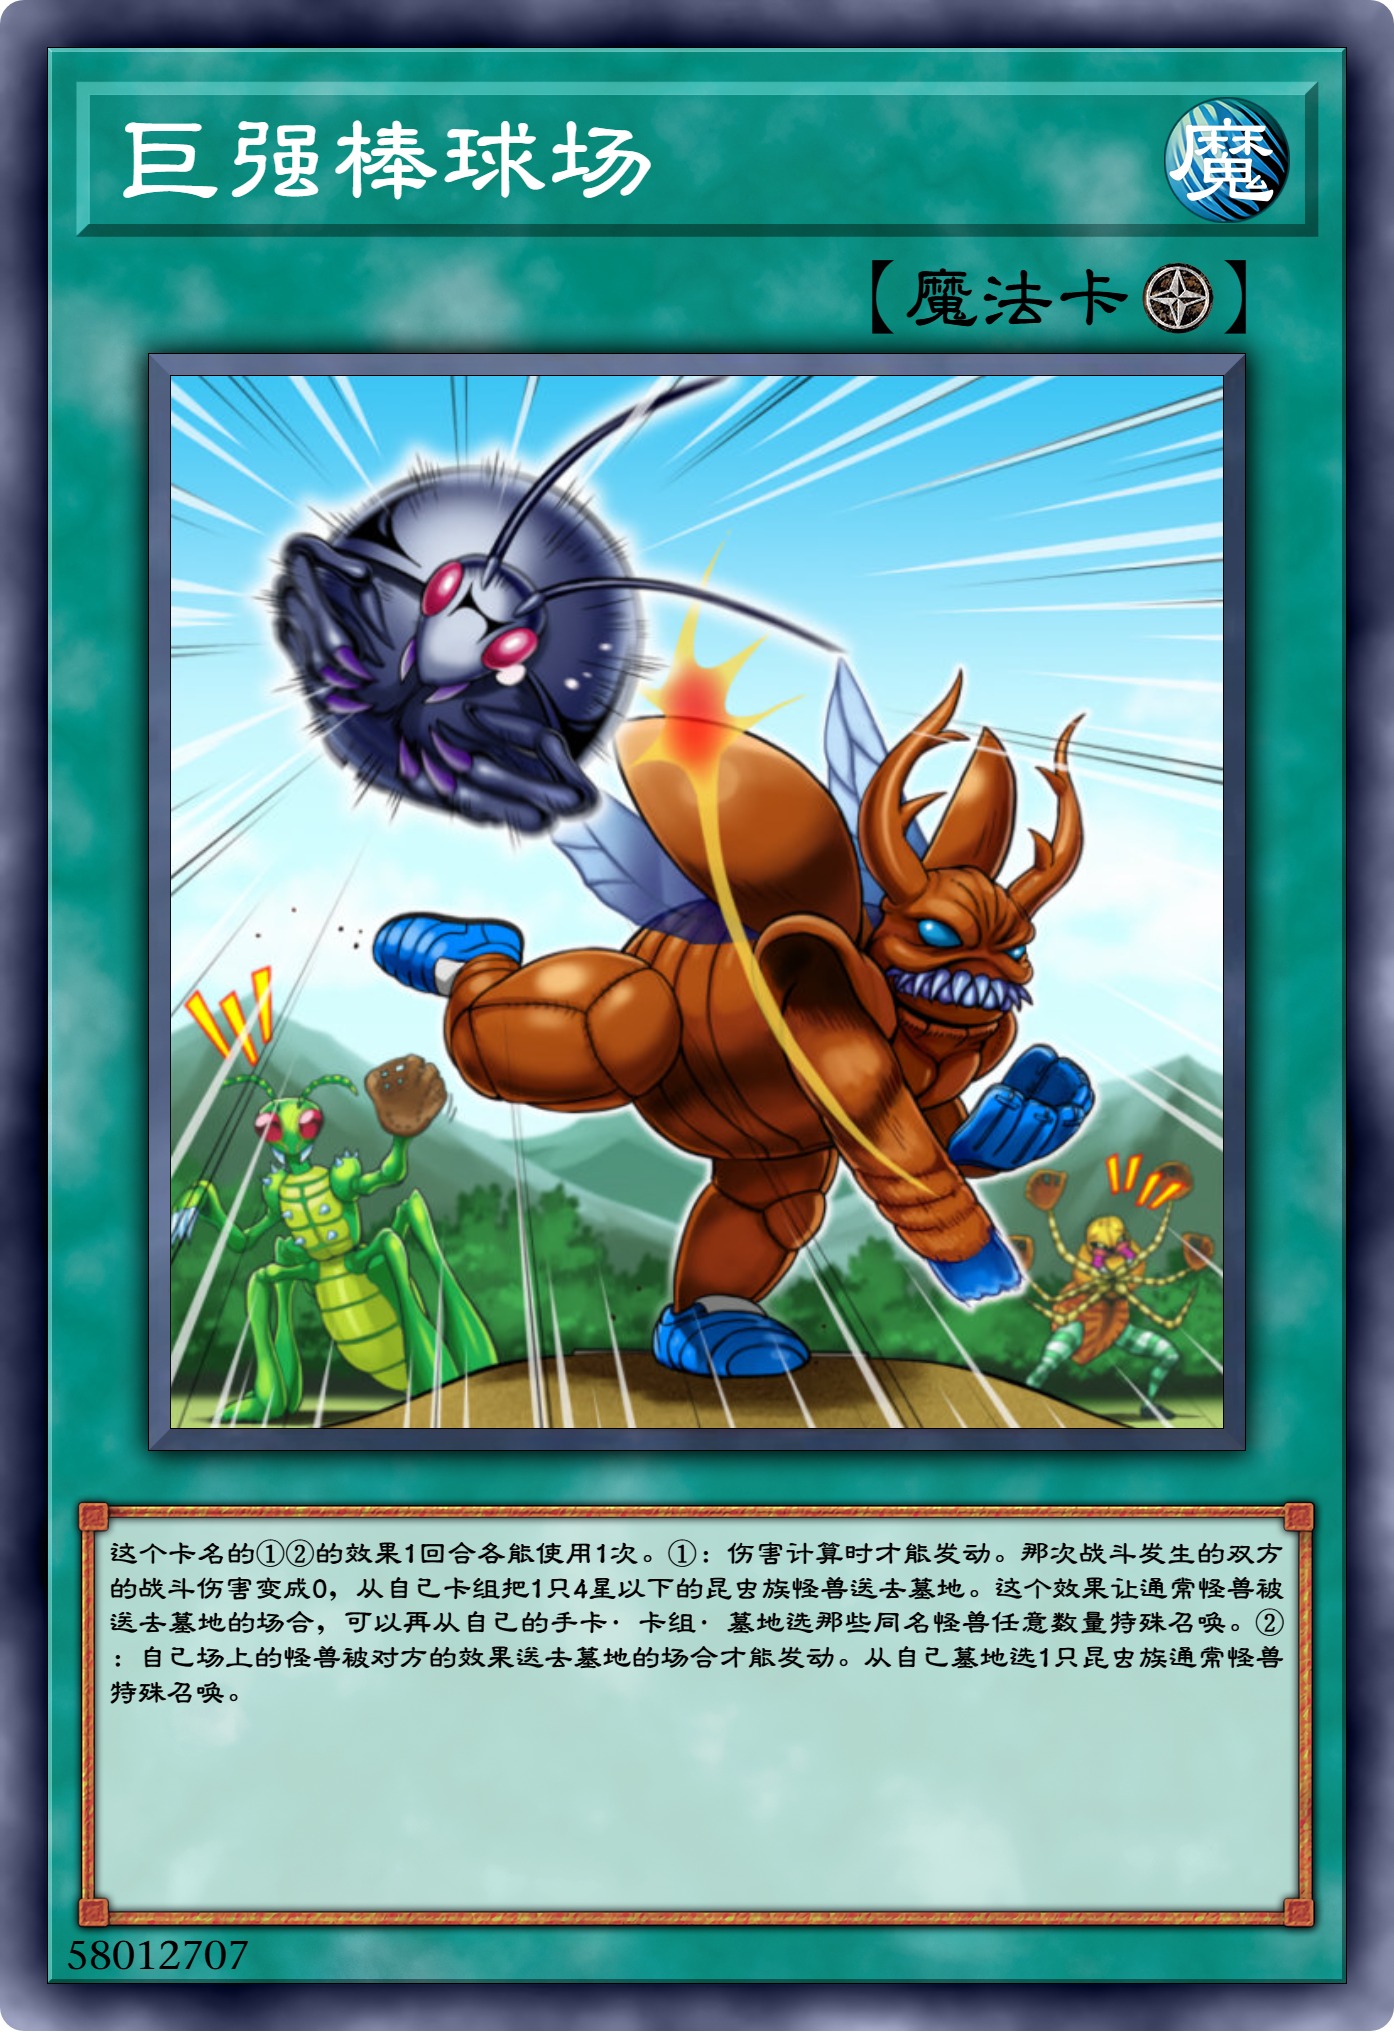 巨强棒球场
魔
【魔法卡】
这个卡名的①②的效果1回合各能使用1次。①：伤害计算时才能发动。那次战斗发生的双方
的战斗伤害变成0，从自己卡组把1只4星以下的昆虫族怪兽送去墓地。这个效果让通常怪兽被
送去墓地的场合，可以再从自己的手卡·卡组·墓地选那些同名怪兽任意数量特殊召唤。②
：自己场上的怪兽被对方的效果送去墓地的场合才能发动。从自己墓地选1只昆虫族通常怪兽
特殊召唤。
58012707